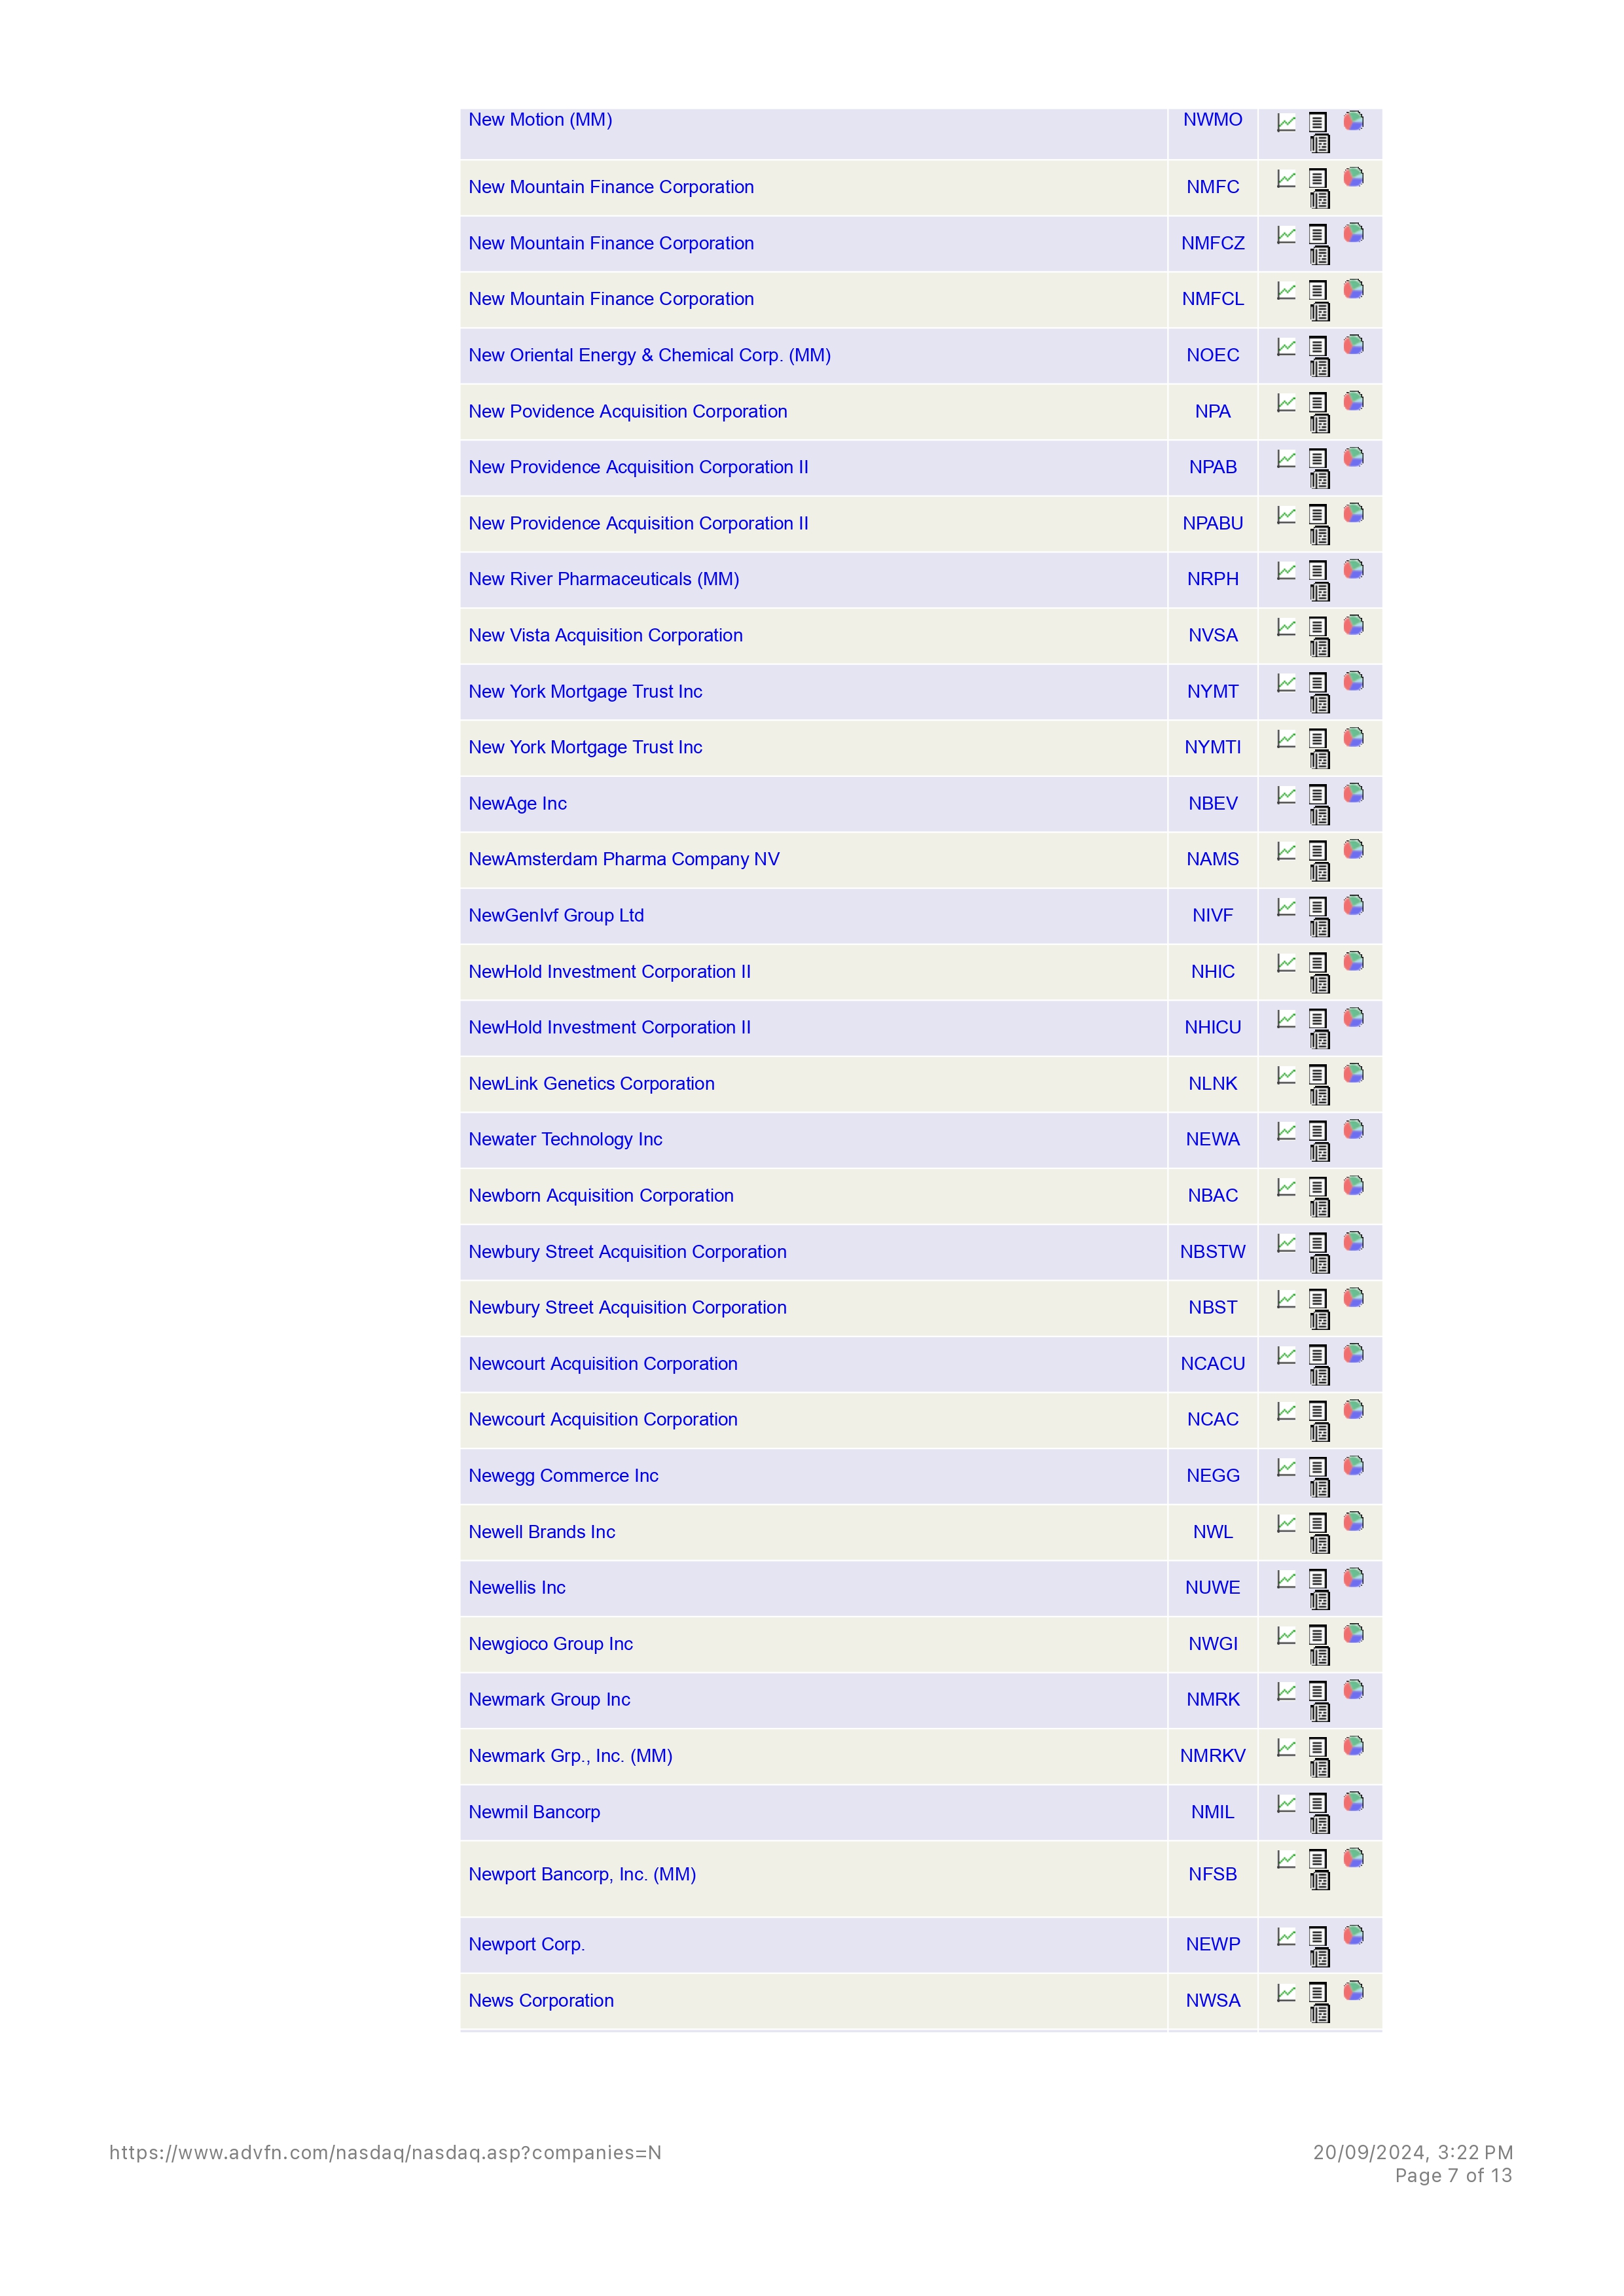 New Motion (MM) NWMO
New Mountain Finance Corporation NMFC
New Mountain Finance Corporation NMFCZ
New Mountain Finance Corporation NMFCL
New Oriental Energy & Chemical Corp. (MM) NOEC
New Povidence Acquisition Corporation NPA
New Providence Acquisition Corporation II NPAB
New Providence Acquisition Corporation II NPABU
New River Pharmaceuticals (MM) NRPH
New Vista Acquisition Corporation NVSA
New York Mortgage Trust Inc NYMT
New York Mortgage Trust Inc NYMTI
NewAge Inc NBEV
NewAmsterdam Pharma Company NV NAMS
NewGenIvf Group Ltd NIVF
NewHold Investment Corporation II NHIC
NewHold Investment Corporation II NHICU
NewLink Genetics Corporation NLNK
Newater Technology Inc NEWA
Newborn Acquisition Corporation NBAC
Newbury Street Acquisition Corporation NBSTW
Newbury Street Acquisition Corporation NBST
Newcourt Acquisition Corporation NCACU
Newcourt Acquisition Corporation NCAC
Newegg Commerce Inc NEGG
Newell Brands Inc NWL
Newellis Inc NUWE
Newgioco Group Inc NWGI
Newmark Group Inc NMRK
Newmark Grp., Inc. (MM) NMRKV
Newmil Bancorp NMIL
Newport Bancorp, Inc. (MM) NFSB
Newport Corp. NEWP
News Corporation NWSA
https://www.advfn.com/nasdaq/nasdaq.asp?companies=N 20/09/2024, 3:22 PM
Page 7 of 13